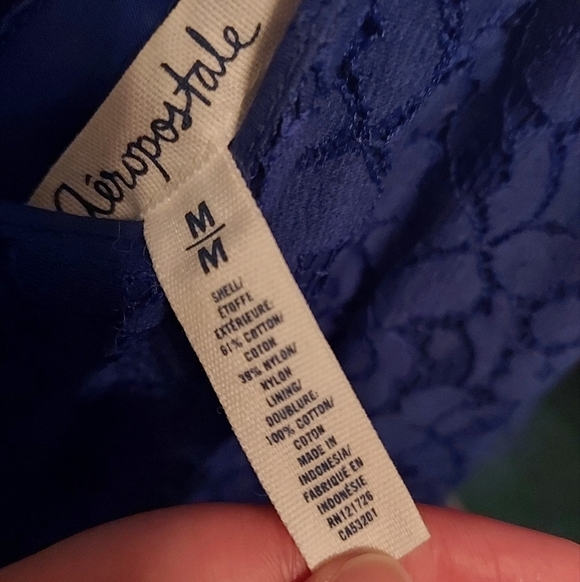 Aéropostale
M
M
SHELL/
ÉTOFFE
EXTÉRIEURE:
61% COTTON/
COTON
39% NYLON/
NYLON
LINING/
DOUBLURE:
100% COTTON/
COTON
MADE IN
INDONESIA/
FABRIQUÉ EN
INDONÉSIE
RN121726
CA53201